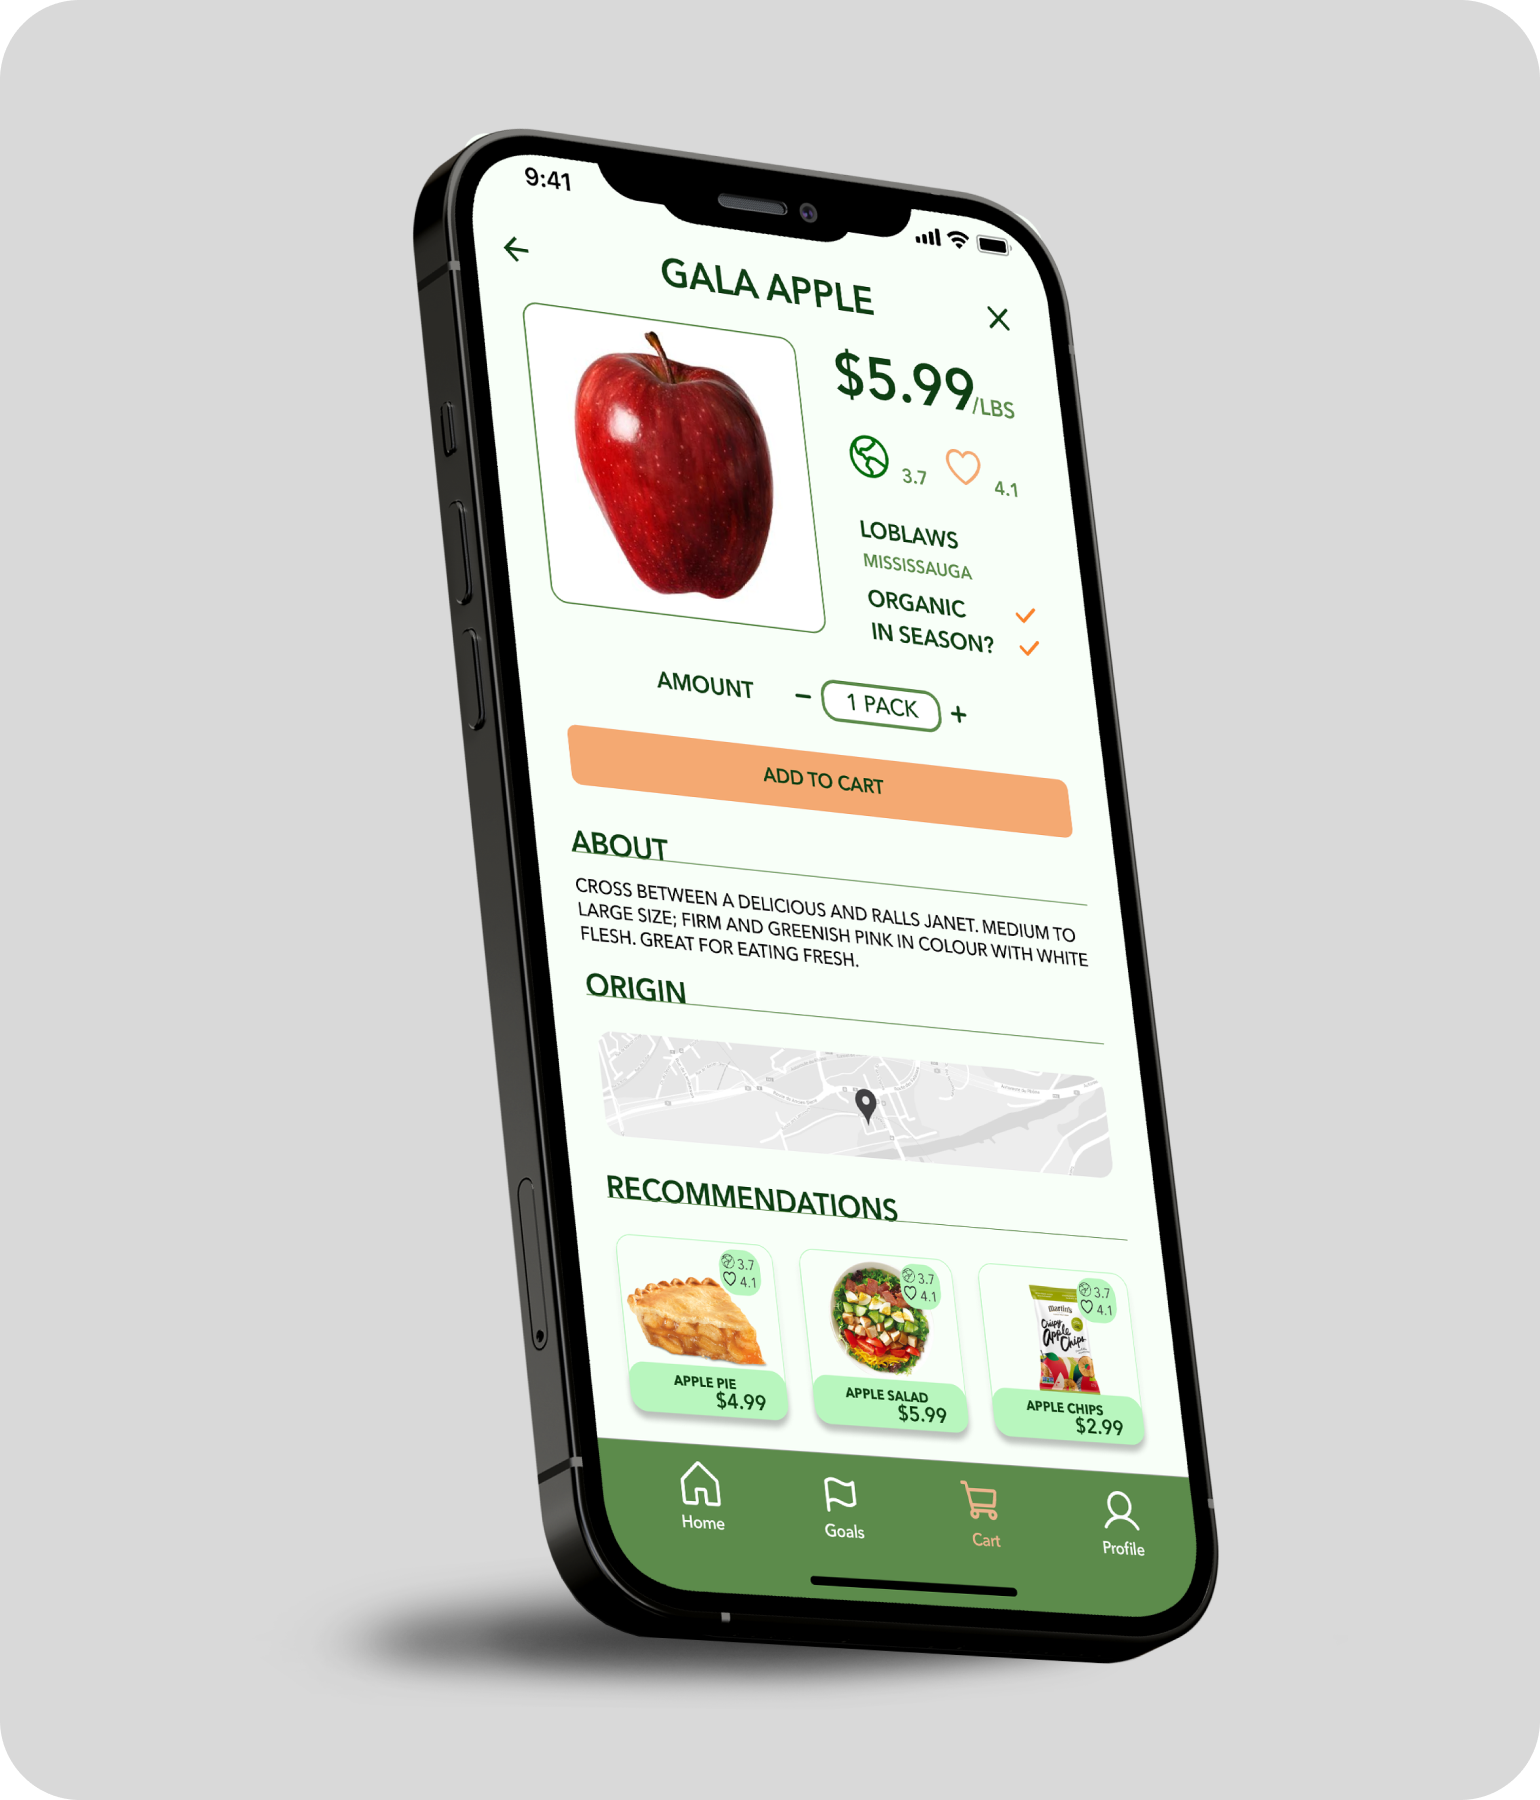 9:41
GALA APPLE
$5.99/LBS
3.7
4.1
LOBLAWS
MISSISSAUGA
ORGANIC
IN SEASON?
AMOUNT
− 1 PACK +
ADD TO CART
ABOUT
CROSS BETWEEN A DELICIOUS AND RALLS JANET. MEDIUM TO
LARGE SIZE; FIRM AND GREENISH PINK IN COLOUR WITH WHITE
FLESH. GREAT FOR EATING FRESH.
ORIGIN
RECOMMENDATIONS
3.7
4.1
APPLE PIE
$4.99
3.7
4.1
APPLE SALAD
$5.99
3.7
4.1
Martin's
Crispy
Apple
Chips
APPLE CHIPS
$2.99
Home
Goals
Cart
Profile